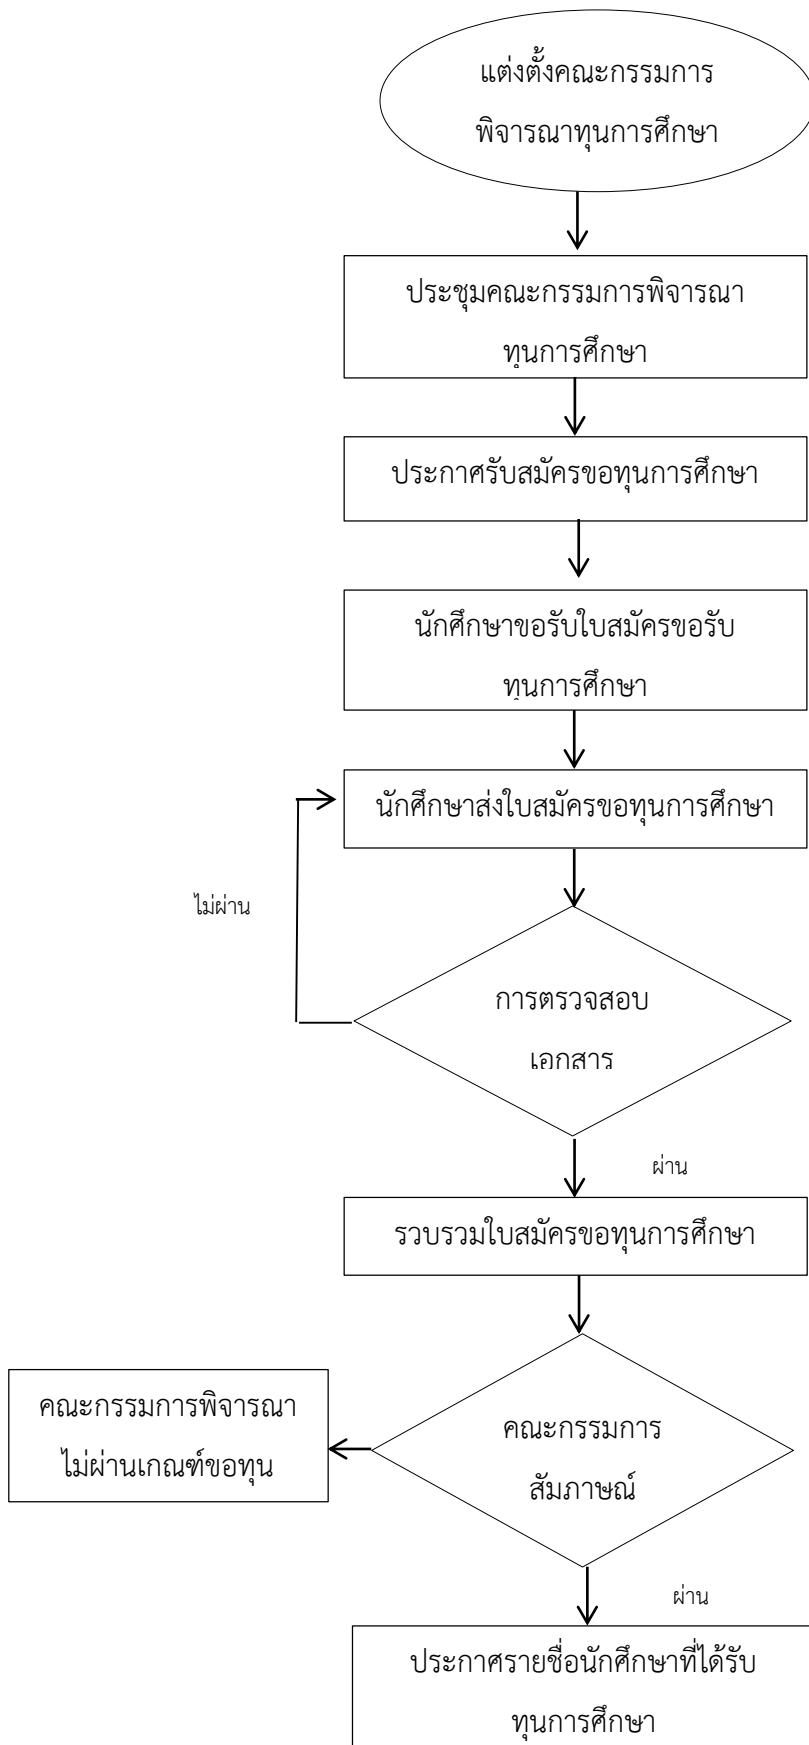 แต่งตั้งคณะกรรมการ
พิจารณาทุนการศึกษา
ประชุมคณะกรรมการพิจารณา
ทุนการศึกษา
ประกาศรับสมัครขอทุนการศึกษา
นักศึกษาขอรับใบสมัครขอรับ
ทุนการศึกษา
นักศึกษาส่งใบสมัครขอทุนการศึกษา
ไม่ผ่าน
การตรวจสอบ
เอกสาร
ผ่าน
รวบรวมใบสมัครขอทุนการศึกษา
คณะกรรมการพิจารณา
ไม่ผ่านเกณฑ์ขอทุน
คณะกรรมการ
สัมภาษณ์
ผ่าน
ประกาศรายชื่อนักศึกษาที่ได้รับ
ทุนการศึกษา